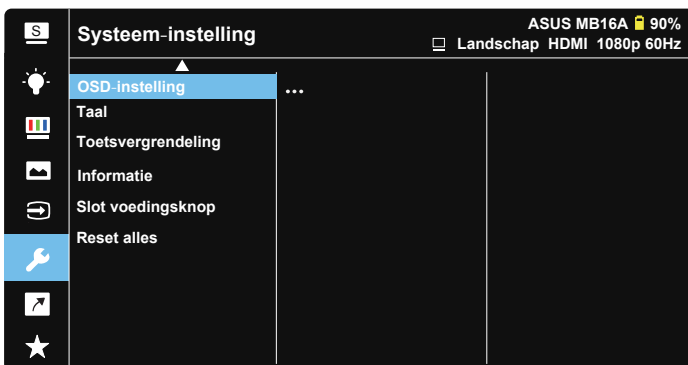 S
Systeem-instelling
ASUS MB16A 90%
Landschap HDMI 1080p 60Hz
OSD-instelling
...
Taal
Toetsvergrendeling
Informatie
Slot voedingsknop
Reset alles